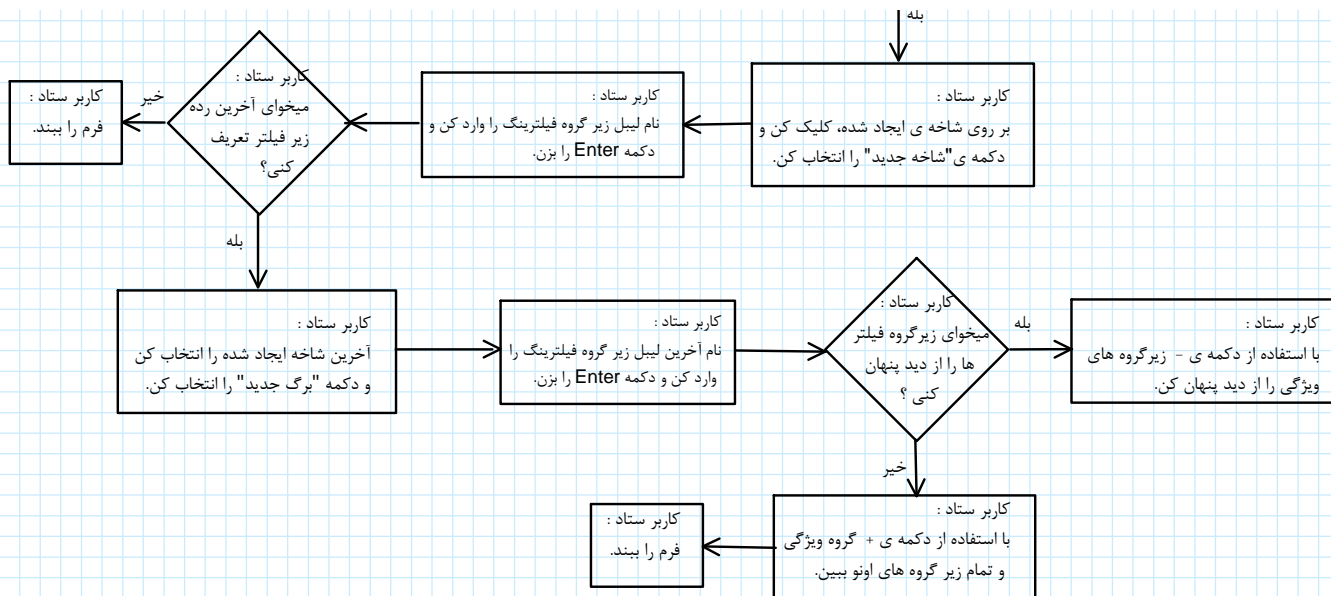 بله
کاربر ستاد :
بر روی شاخه ی ایجاد شده، کلیک کن و
دکمه ی"شاخه جدید" را انتخاب کن.
کاربر ستاد :
نام لیبل زیر گروه فیلترینگ را وارد کن و
دکمه Enter را بزن.
کاربر ستاد :
میخوای آخرین رده
زیر فیلتر تعریف
کنی؟
خیر
کاربر ستاد :
فرم را ببند.
بله
کاربر ستاد :
آخرین شاخه ایجاد شده را انتخاب کن
و دکمه "برگ جدید" را انتخاب کن.
کاربر ستاد :
نام آخرین لیبل زیر گروه فیلترینگ را
وارد کن و دکمه Enter را بزن.
کاربر ستاد :
میخوای زیرگروه فیلتر
ها را از دید پنهان
کنی ؟
بله
کاربر ستاد :
با استفاده از دکمه ی - زیرگروه های
ویژگی را از دید پنهان کن.
خیر
کاربر ستاد :
با استفاده از دکمه ی + گروه ویژگی
و تمام زیر گروه های اونو ببین.
کاربر ستاد :
فرم را ببند.